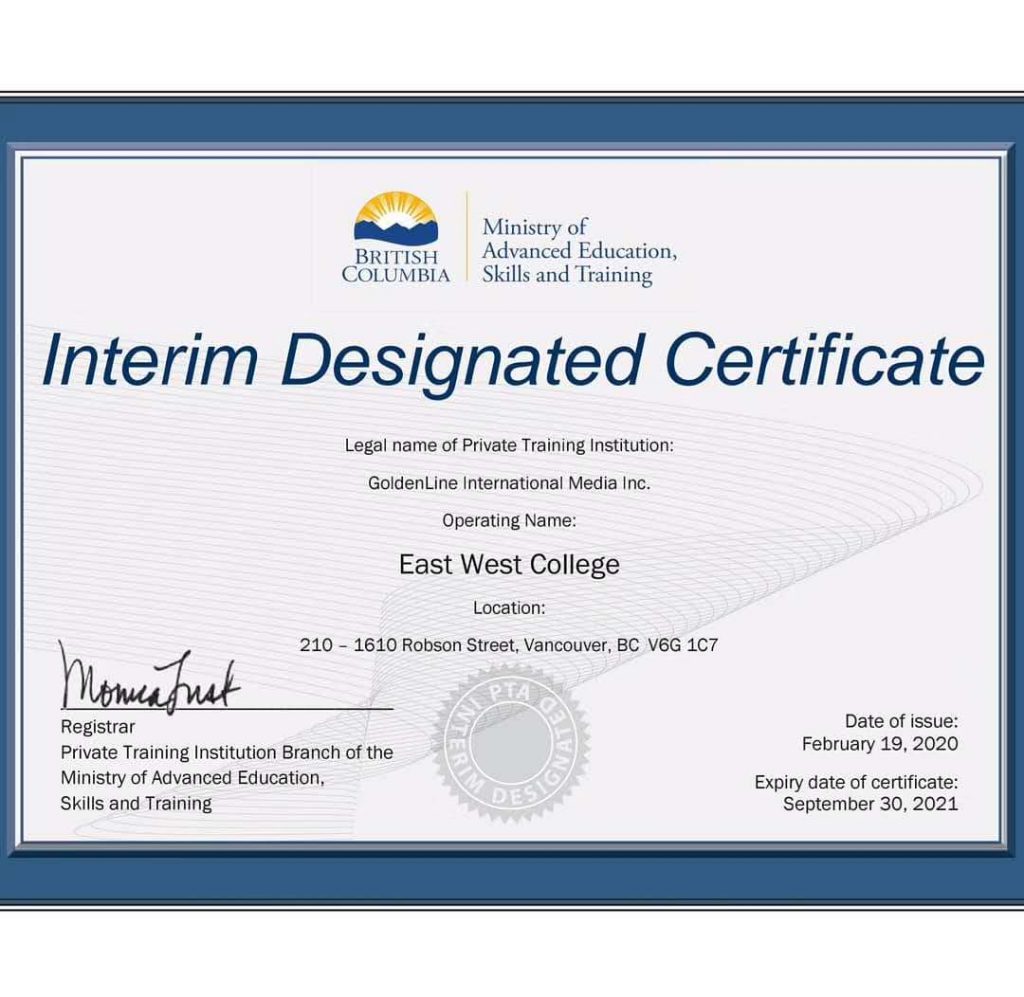 BRITISH
COLUMBIA
Ministry of
Advanced Education,
Skills and Training
Interim Designated Certificate
Legal name of Private Training Institution:
GoldenLine International Media Inc.
Operating Name:
East West College
Location:
210 – 1610 Robson Street, Vancouver, BC V6G 1C7
Monica Lust
Registrar
Private Training Institution Branch of the
Ministry of Advanced Education,
Skills and Training
PTA
INTERIM DESIGNATED
Date of issue:
February 19, 2020
Expiry date of certificate:
September 30, 2021